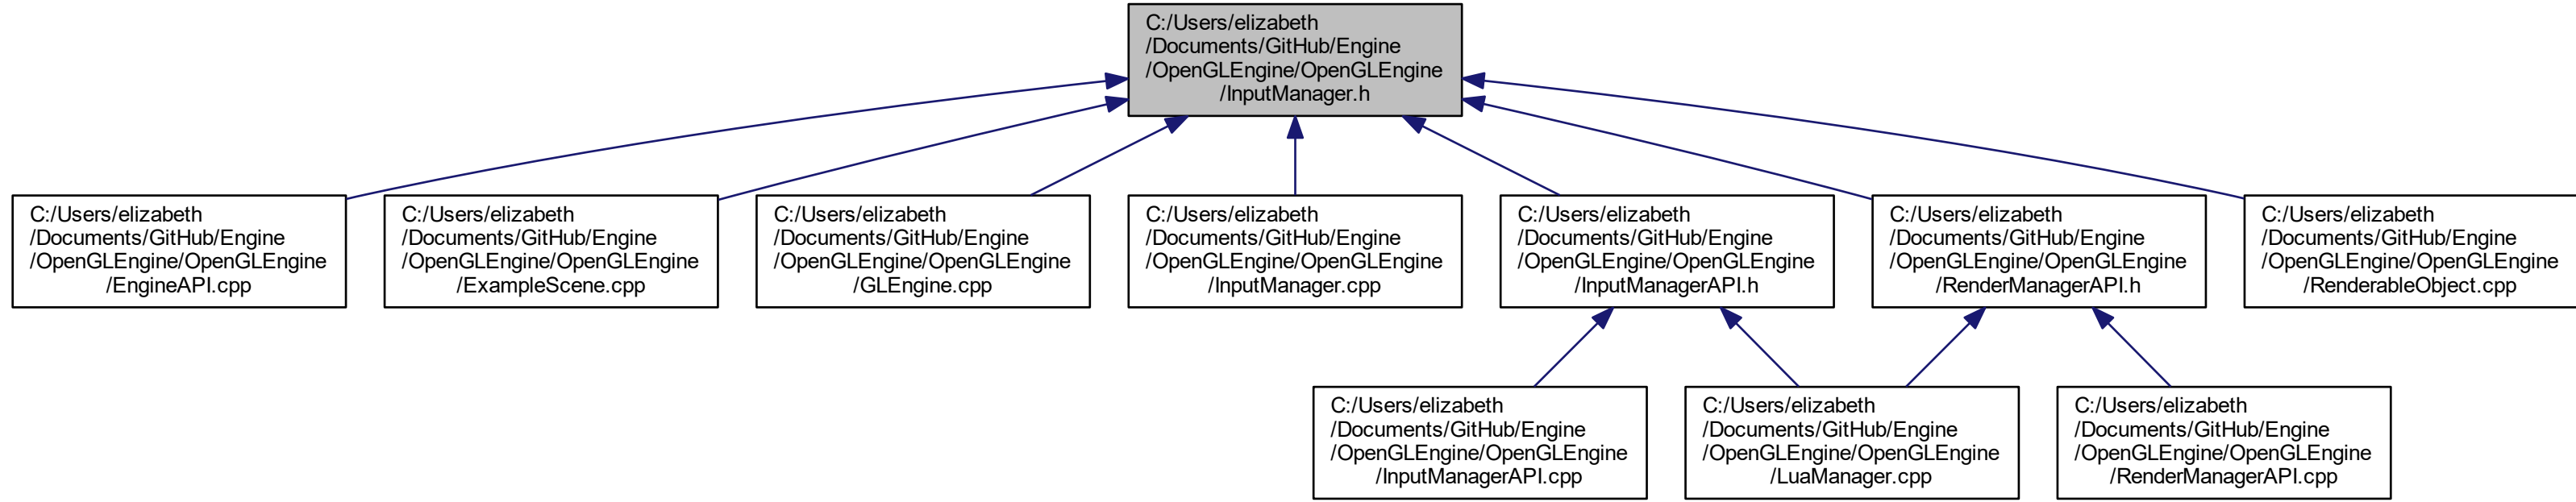 C:/Users/elizabeth
/Documents/GitHub/Engine
/OpenGLEngine/OpenGLEngine
/InputManager.h
C:/Users/elizabeth
/Documents/GitHub/Engine
/OpenGLEngine/OpenGLEngine
/EngineAPI.cpp
C:/Users/elizabeth
/Documents/GitHub/Engine
/OpenGLEngine/OpenGLEngine
/ExampleScene.cpp
C:/Users/elizabeth
/Documents/GitHub/Engine
/OpenGLEngine/OpenGLEngine
/GLEngine.cpp
C:/Users/elizabeth
/Documents/GitHub/Engine
/OpenGLEngine/OpenGLEngine
/InputManager.cpp
C:/Users/elizabeth
/Documents/GitHub/Engine
/OpenGLEngine/OpenGLEngine
/InputManagerAPI.h
C:/Users/elizabeth
/Documents/GitHub/Engine
/OpenGLEngine/OpenGLEngine
/RenderManagerAPI.h
C:/Users/elizabeth
/Documents/GitHub/Engine
/OpenGLEngine/OpenGLEngine
/RenderableObject.cpp
C:/Users/elizabeth
/Documents/GitHub/Engine
/OpenGLEngine/OpenGLEngine
/InputManagerAPI.cpp
C:/Users/elizabeth
/Documents/GitHub/Engine
/OpenGLEngine/OpenGLEngine
/LuaManager.cpp
C:/Users/elizabeth
/Documents/GitHub/Engine
/OpenGLEngine/OpenGLEngine
/RenderManagerAPI.cpp